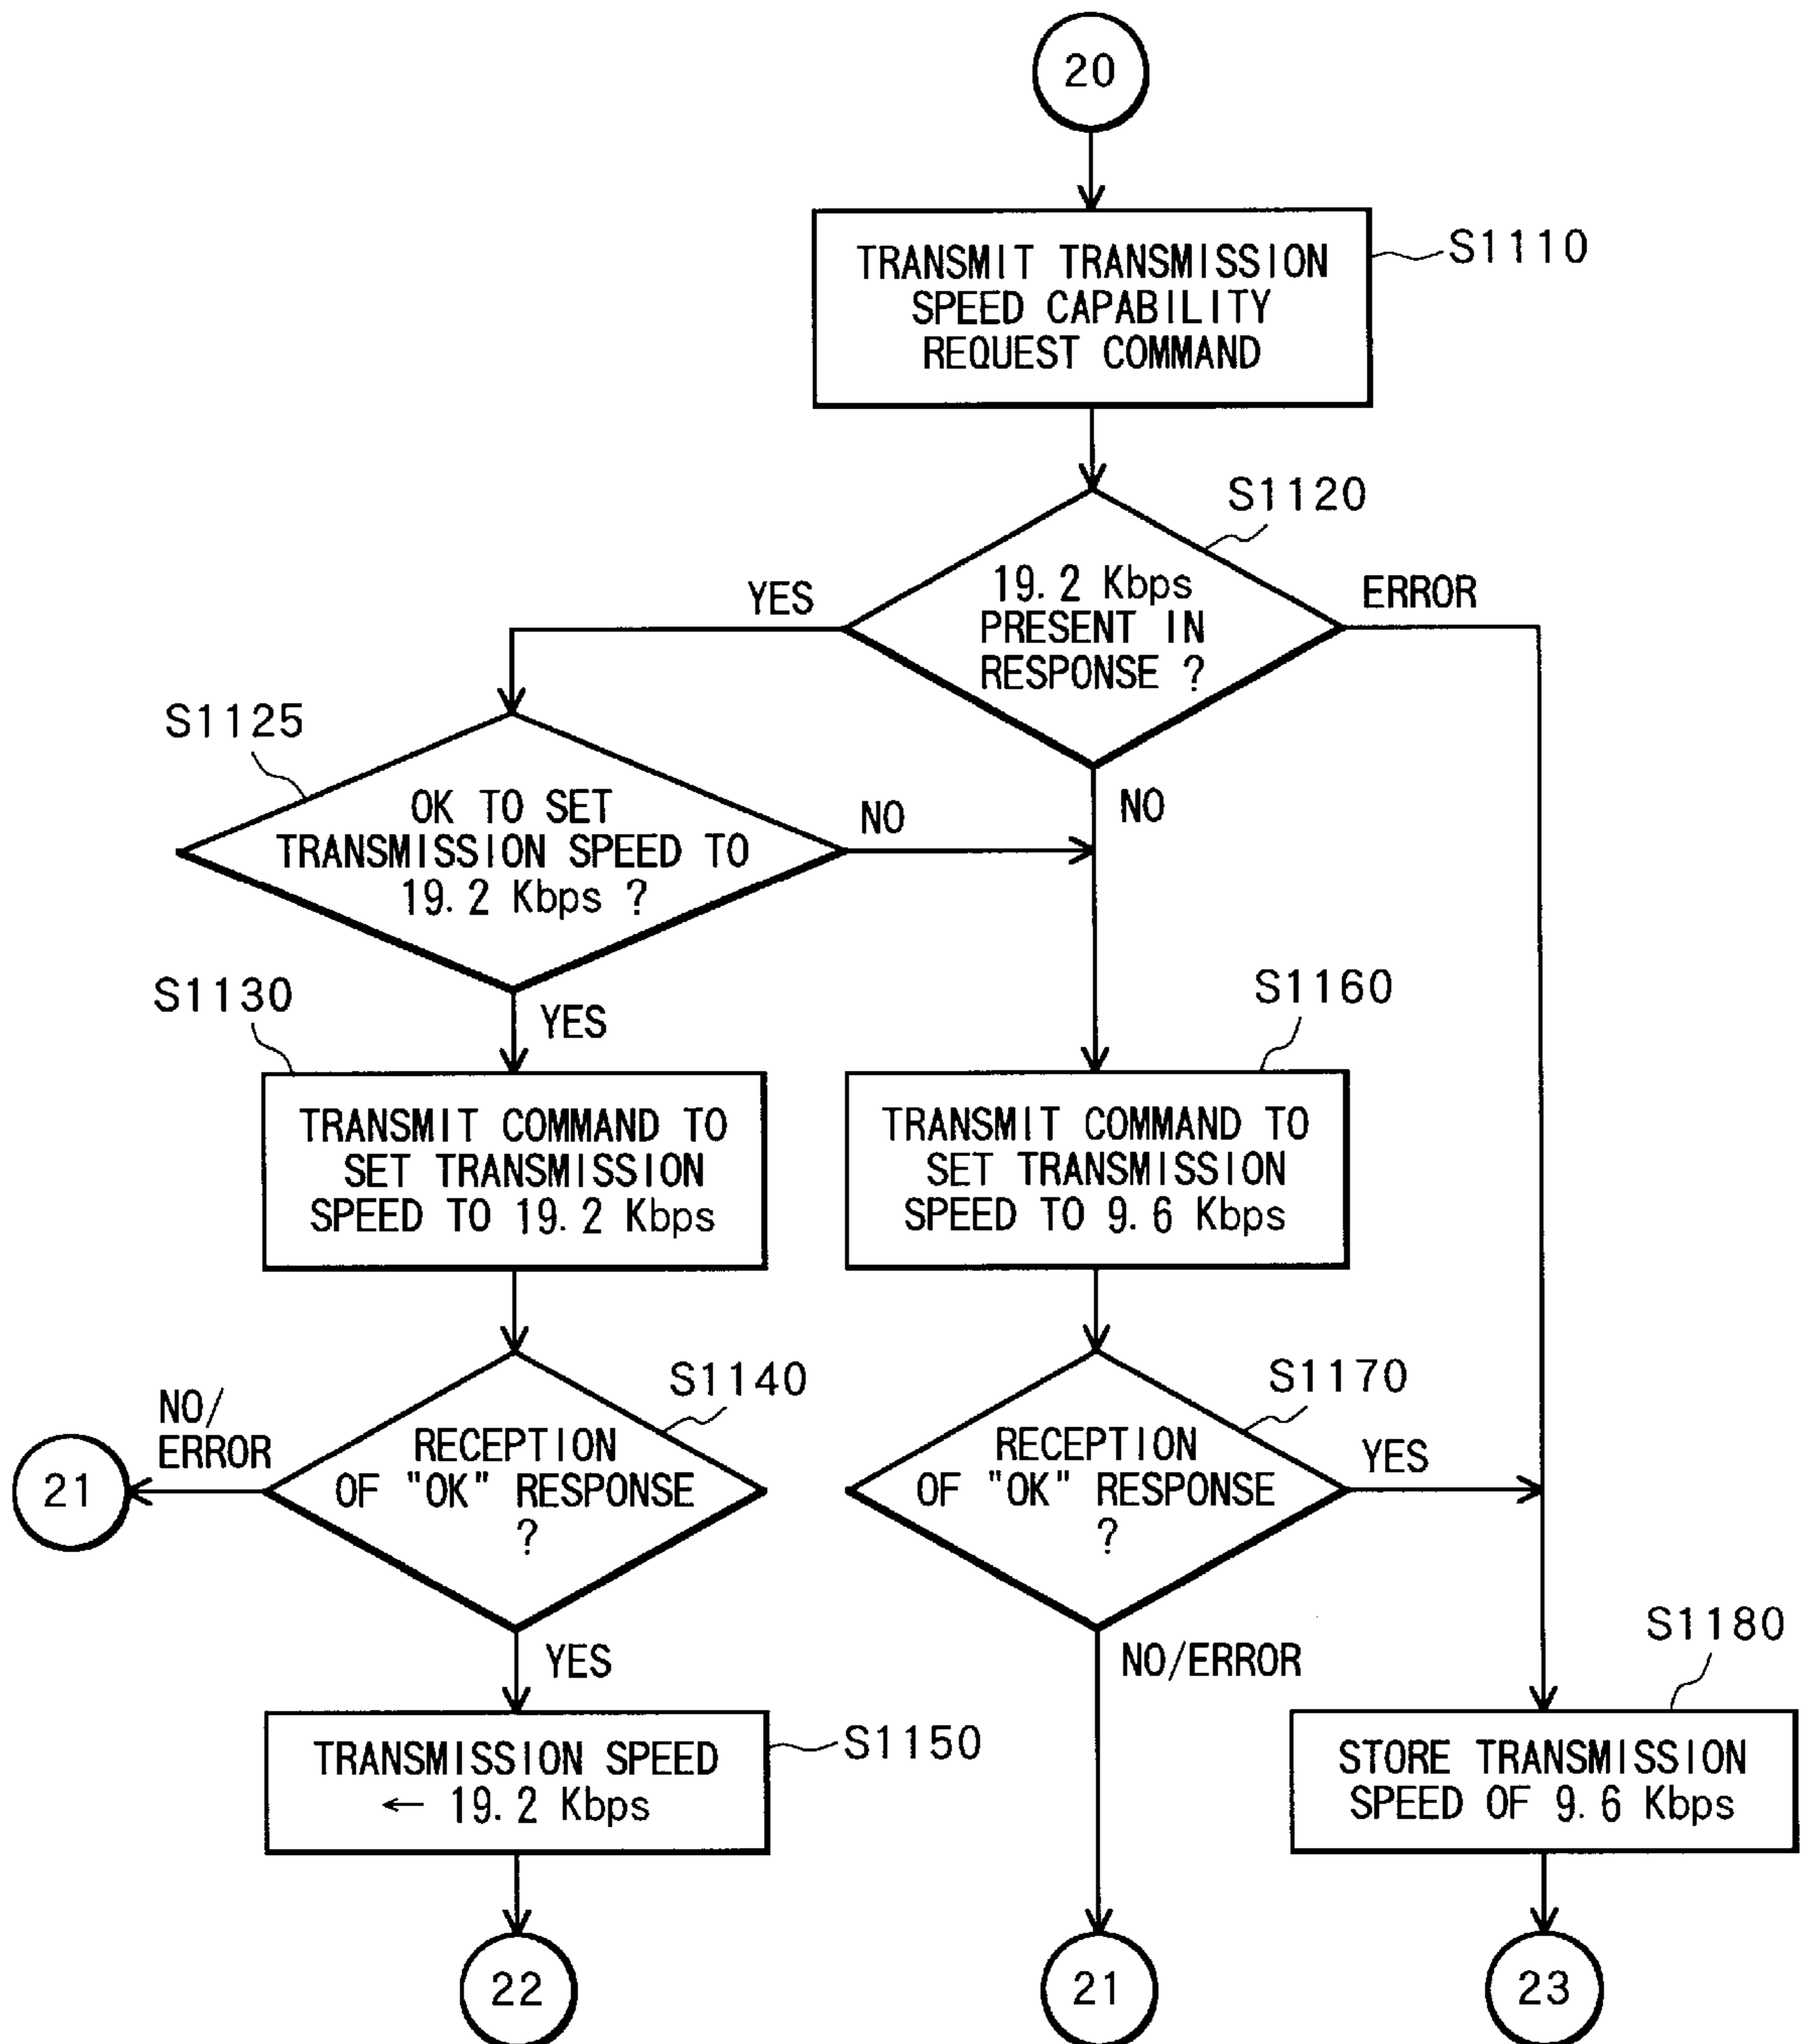 20
TRANSMIT TRANSMISSION
SPEED CAPABILITY
REQUEST COMMAND
S1110
S1120
19.2 Kbps
PRESENT IN
RESPONSE ?
YES
ERROR
NO
S1125
OK TO SET
TRANSMISSION SPEED TO
19.2 Kbps ?
NO
YES
S1130
TRANSMIT COMMAND TO
SET TRANSMISSION
SPEED TO 19.2 Kbps
S1160
TRANSMIT COMMAND TO
SET TRANSMISSION
SPEED TO 9.6 Kbps
S1140
RECEPTION
OF "OK" RESPONSE
?
NO/
ERROR
21
YES
S1170
RECEPTION
OF "OK" RESPONSE
?
YES
NO/ERROR
S1150
TRANSMISSION SPEED
← 19.2 Kbps
S1180
STORE TRANSMISSION
SPEED OF 9.6 Kbps
22
21
23